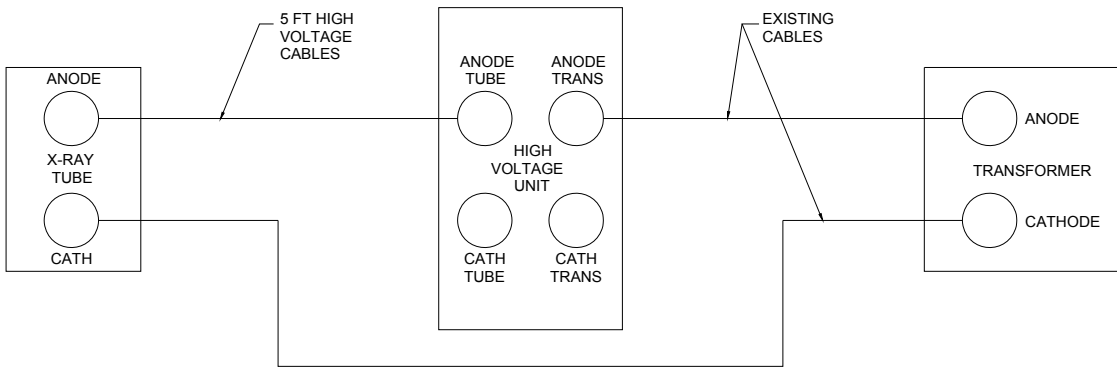 5 FT HIGH
VOLTAGE
CABLES
EXISTING
CABLES
ANODE
X-RAY
TUBE
CATH
ANODE
TUBE
ANODE
TRANS
HIGH
VOLTAGE
UNIT
CATH
TUBE
CATH
TRANS
ANODE
TRANSFORMER
CATHODE